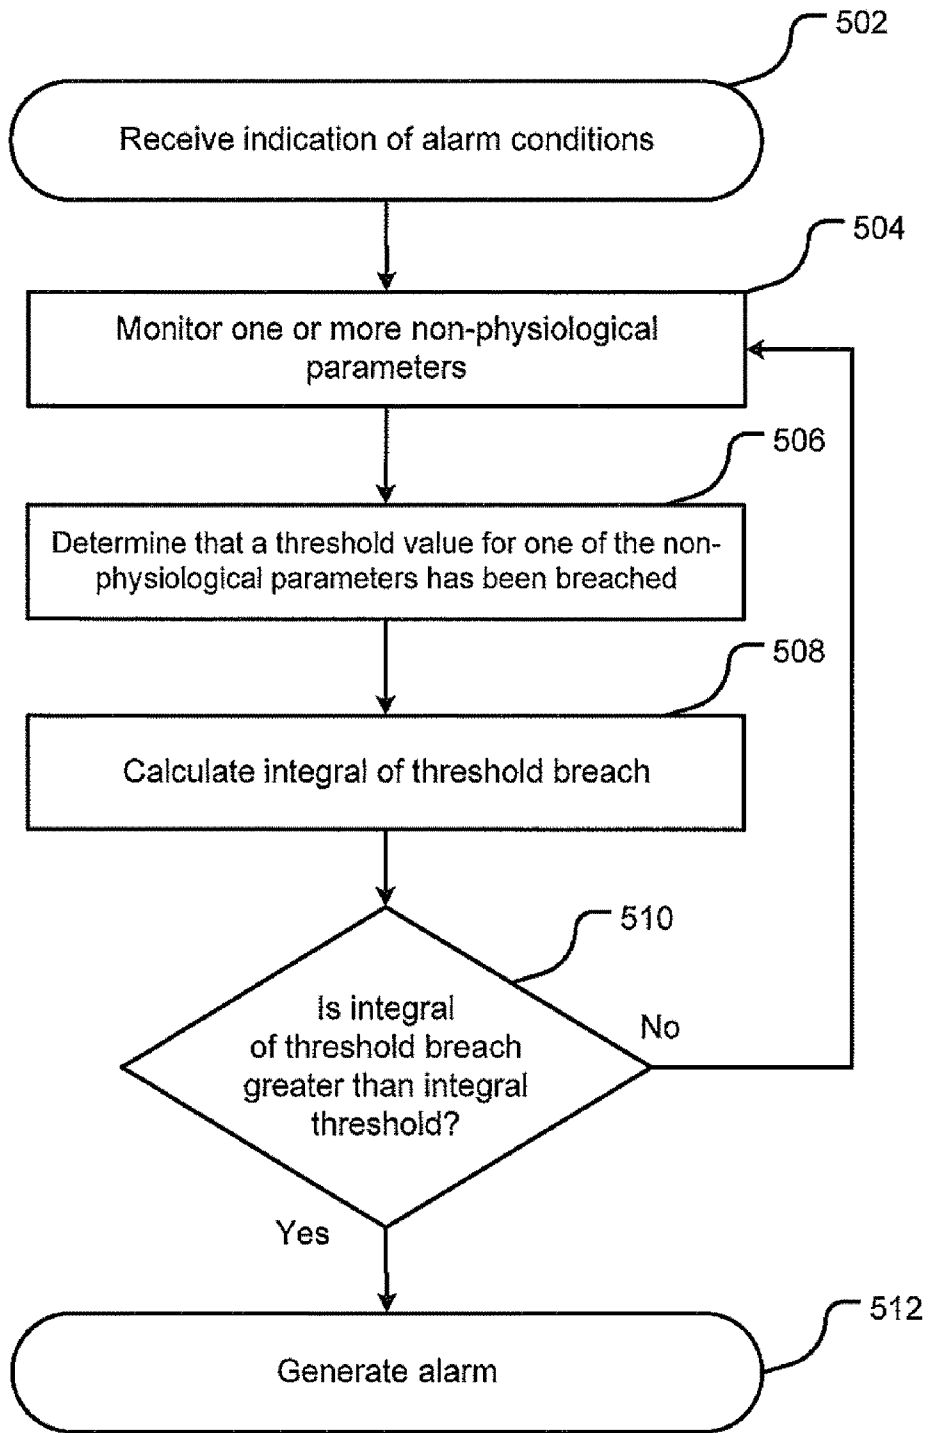 502
Receive indication of alarm conditions
504
Monitor one or more non-physiological
parameters
506
Determine that a threshold value for one of the non-
physiological parameters has been breached
508
Calculate integral of threshold breach
510
Is integral
of threshold breach
greater than integral
threshold?
No
Yes
512
Generate alarm